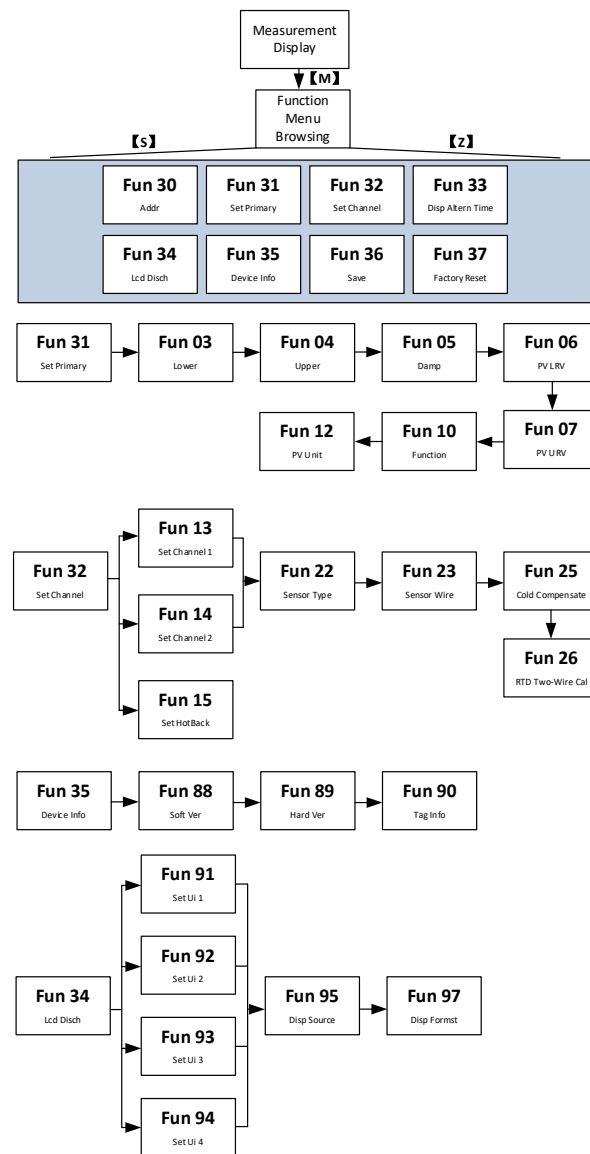 Measurement
Display
【M】
Function
Menu
Browsing
【S】
【Z】
Fun 30
Addr
Fun 31
Set Primary
Fun 32
Set Channel
Fun 33
Disp Altern Time
Fun 34
Lcd Disch
Fun 35
Device Info
Fun 36
Save
Fun 37
Factory Reset
Fun 31
Set Primary
Fun 03
Lower
Fun 04
Upper
Fun 05
Damp
Fun 06
PV LRV
Fun 12
PV Unit
Fun 10
Function
Fun 07
PV URV
Fun 32
Set Channel
Fun 13
Set Channel 1
Fun 14
Set Channel 2
Fun 15
Set HotBack
Fun 22
Sensor Type
Fun 23
Sensor Wire
Fun 25
Cold Compensate
Fun 26
RTD Two-Wire Cal
Fun 35
Device Info
Fun 88
Soft Ver
Fun 89
Hard Ver
Fun 90
Tag Info
Fun 34
Lcd Disch
Fun 91
Set Ui 1
Fun 92
Set Ui 2
Fun 93
Set Ui 3
Fun 94
Set Ui 4
Fun 95
Disp Source
Fun 97
Disp Formst